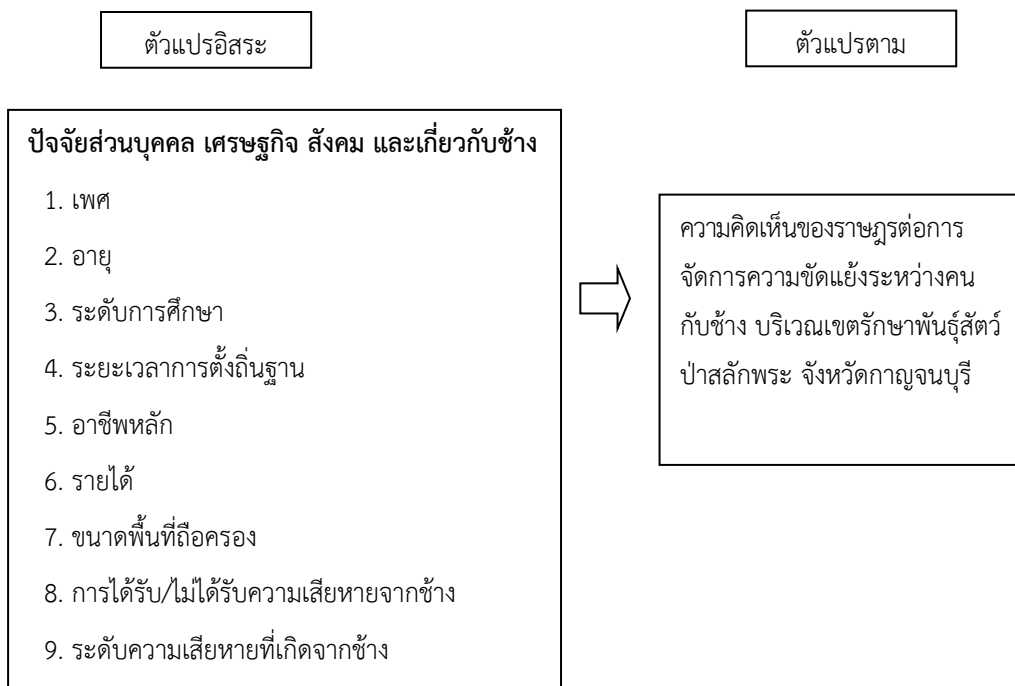 ตัวแปรอิสระ
ตัวแปรตาม
ปัจจัยส่วนบุคคล เศรษฐกิจ สังคม และเกี่ยวกับช้าง
1. เพศ
2. อายุ
3. ระดับการศึกษา
4. ระยะเวลาการตั้งถิ่นฐาน
5. อาชีพหลัก
6. รายได้
7. ขนาดพื้นที่ถือครอง
8. การได้รับ/ไม่ได้รับความเสียหายจากช้าง
9. ระดับความเสียหายที่เกิดจากช้าง
ความคิดเห็นของราษฎรต่อการ
จัดการความขัดแย้งระหว่างคน
กับช้าง บริเวณเขตรักษาพันธุ์สัตว์
ป่าสลักพระ จังหวัดกาญจนบุรี